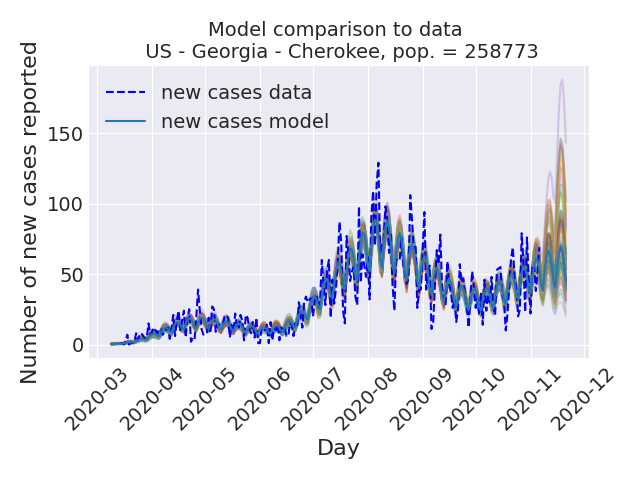 Model comparison to data
US - Georgia - Cherokee, pop. = 258773
Number of new cases reported
new cases data
new cases model
150
100
50
0
2020-03
2020-04
2020-05
2020-06
2020-07
2020-08
2020-09
2020-10
2020-11
2020-12
Day